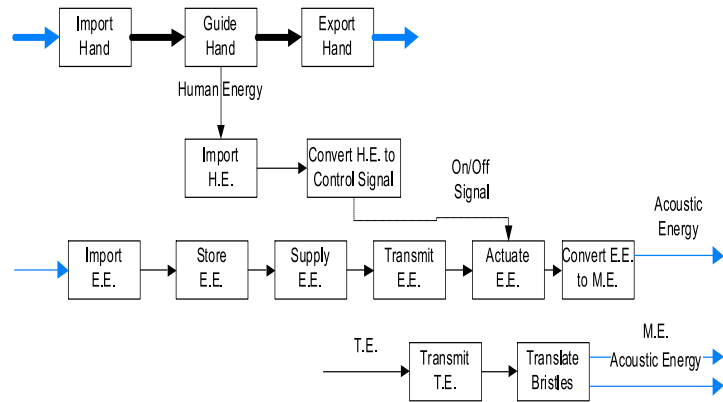 Import
Hand
Guide
Hand
Export
Hand
Human Energy
Import
H.E.
Convert H.E. to
Control Signal
On/Off
Signal
Acoustic
Energy
Import
E.E.
Store
E.E.
Supply
E.E.
Transmit
E.E.
Actuate
E.E.
Convert E.E.
to M.E.
T.E.
Transmit
T.E.
Translate
Bristles
M.E.
Acoustic Energy